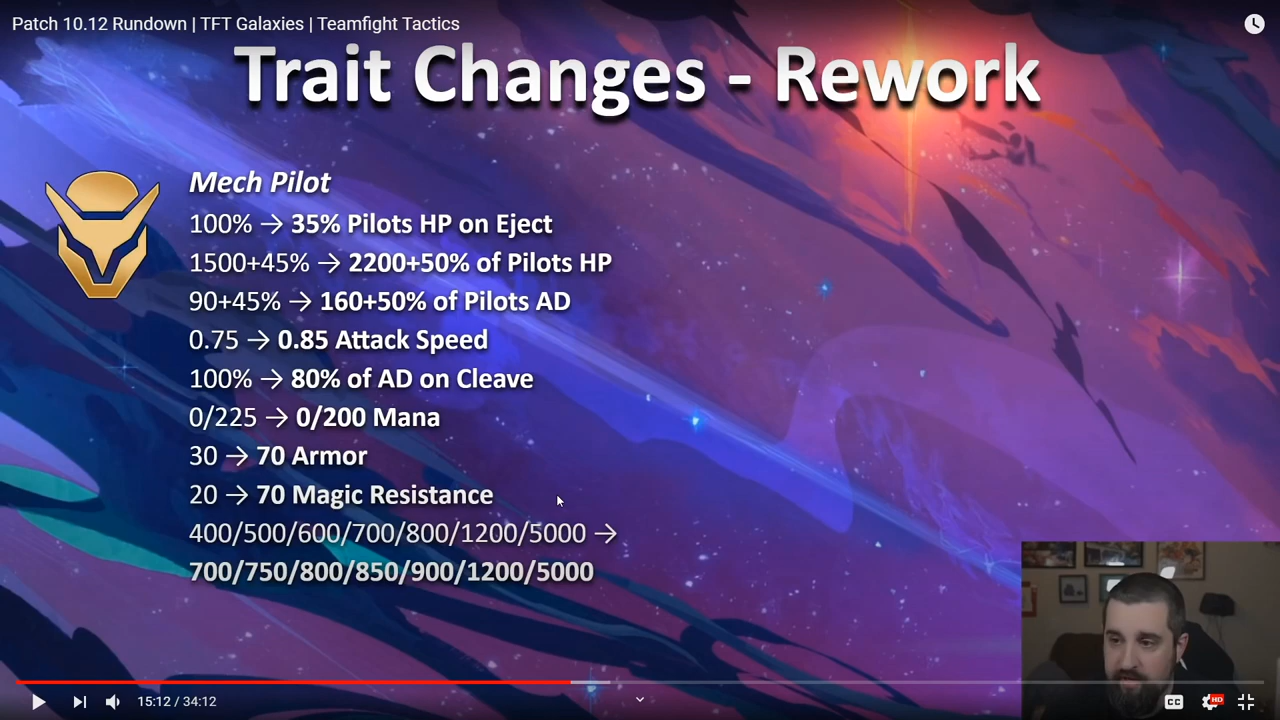 Patch 10.12 Rundown | TFT Galaxies | Teamfight Tactics
Trait Changes - Rework
Mech Pilot
100% → 35% Pilots HP on Eject
1500+45% → 2200+50% of Pilots HP
90+45% → 160+50% of Pilots AD
0.75 → 0.85 Attack Speed
100% → 80% of AD on Cleave
0/225 → 0/200 Mana
30 → 70 Armor
20 → 70 Magic Resistance
400/500/600/700/800/1200/5000 →
700/750/800/850/900/1200/5000
15:12 / 34:12
CC
HD